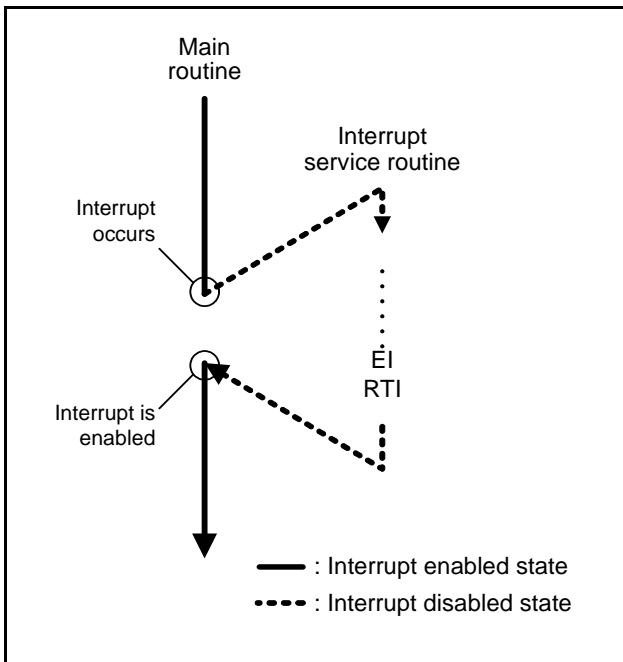 Main
routine
Interrupt
service routine
Interrupt
occurs
EI
RTI
Interrupt is
enabled
: Interrupt enabled state
: Interrupt disabled state